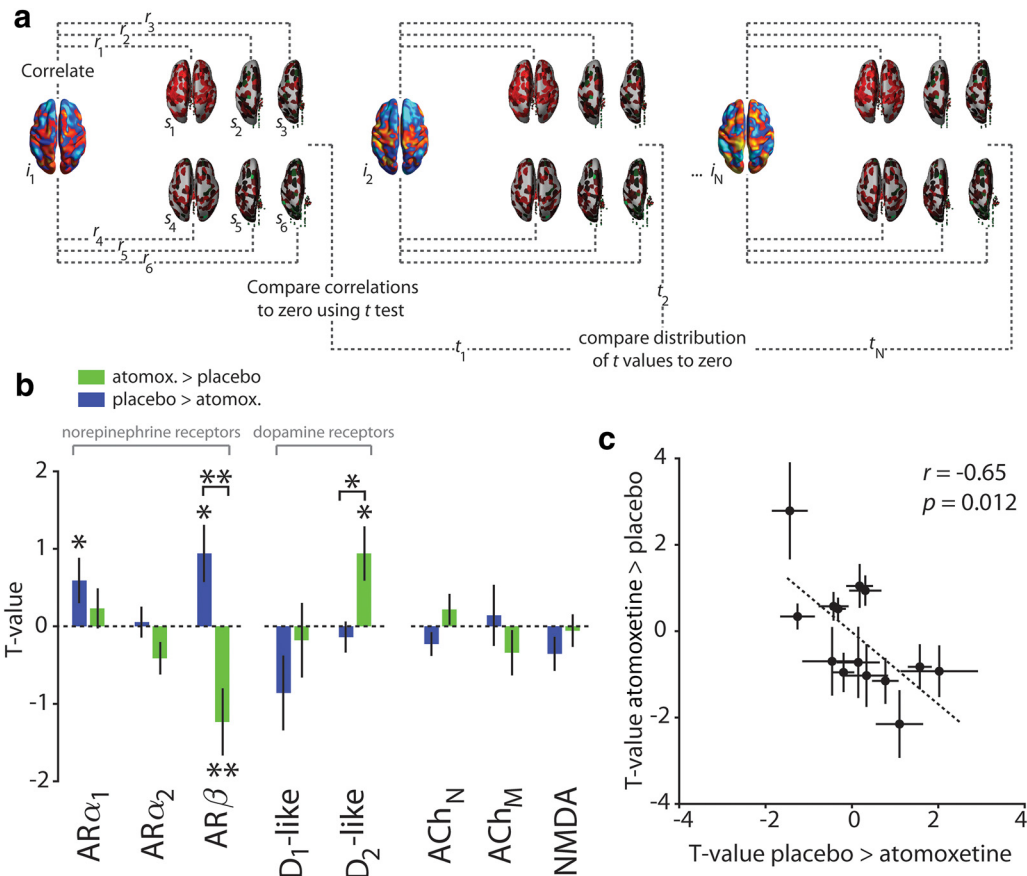 a
r3
r2
r1
Correlate
s1 s2 s3
i1
i2
... iN
s4 s5 s6
r4
r5
r6
Compare correlations
to zero using t test
t1
t2
compare distribution
of t values to zero
tN
b
atomox. > placebo
placebo > atomox.
norepinephrine receptors
dopamine receptors
T-value
2
1
0
-1
-2
*
**
*
**
*
*
ARα1
ARα2
ARβ
D1-like
D2-like
AChN
AChM
NMDA
c
r = -0.65
p = 0.012
T-value atomoxetine > placebo
4
2
0
-2
-4
-4 -2 0 2 4
T-value placebo > atomoxetine